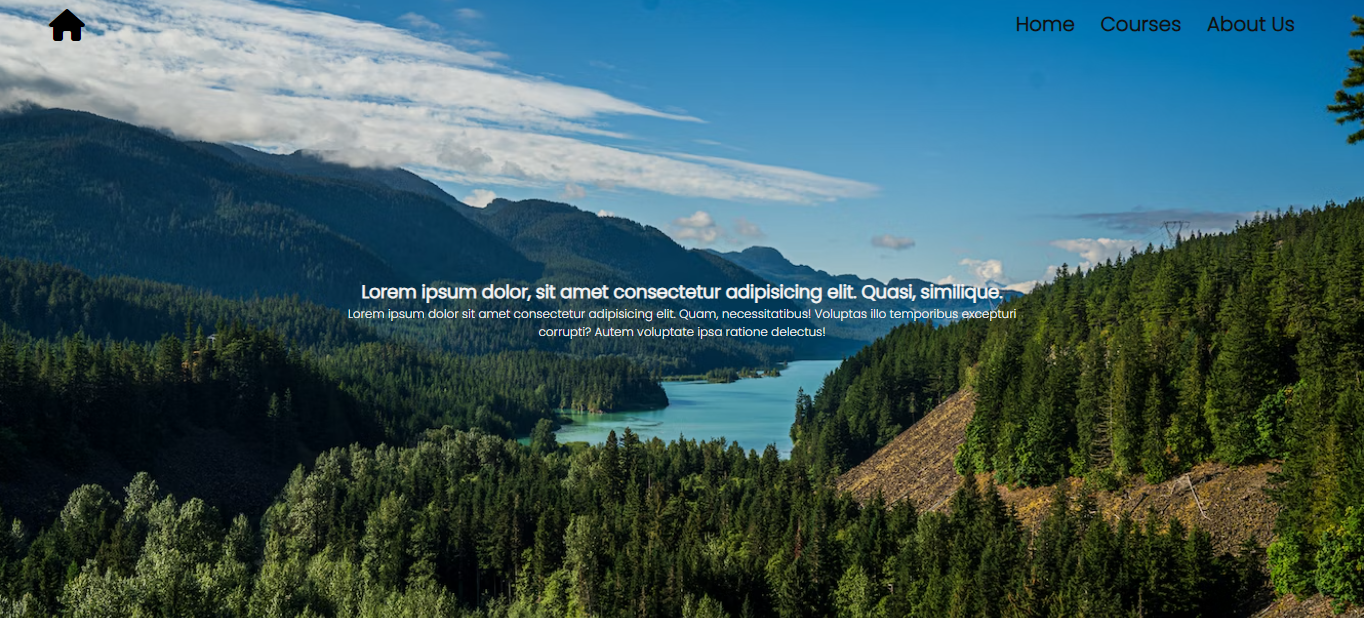 Home Courses About Us
Lorem ipsum dolor, sit amet consectetur adipisicing elit. Quasi, similique.
Lorem ipsum dolor sit amet consectetur adipisicing elit. Quam, necessitatibus! Voluptas illo temporibus excepturi
corrupti? Autem voluptate ipsa ratione delectus!